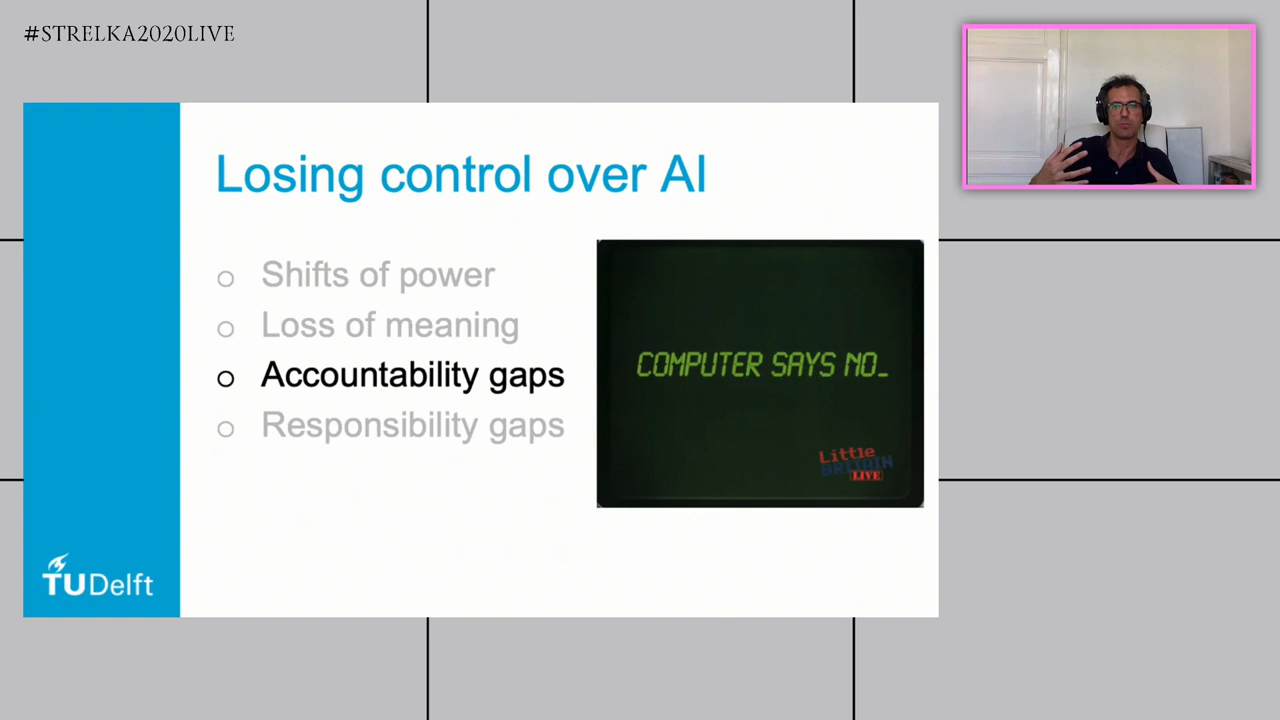 #STRELKA2020LIVE
Losing control over AI
Shifts of power
Loss of meaning
Accountability gaps
Responsibility gaps
COMPUTER SAYS NO_
Little
BRITAIN
LIVE
TUDelft